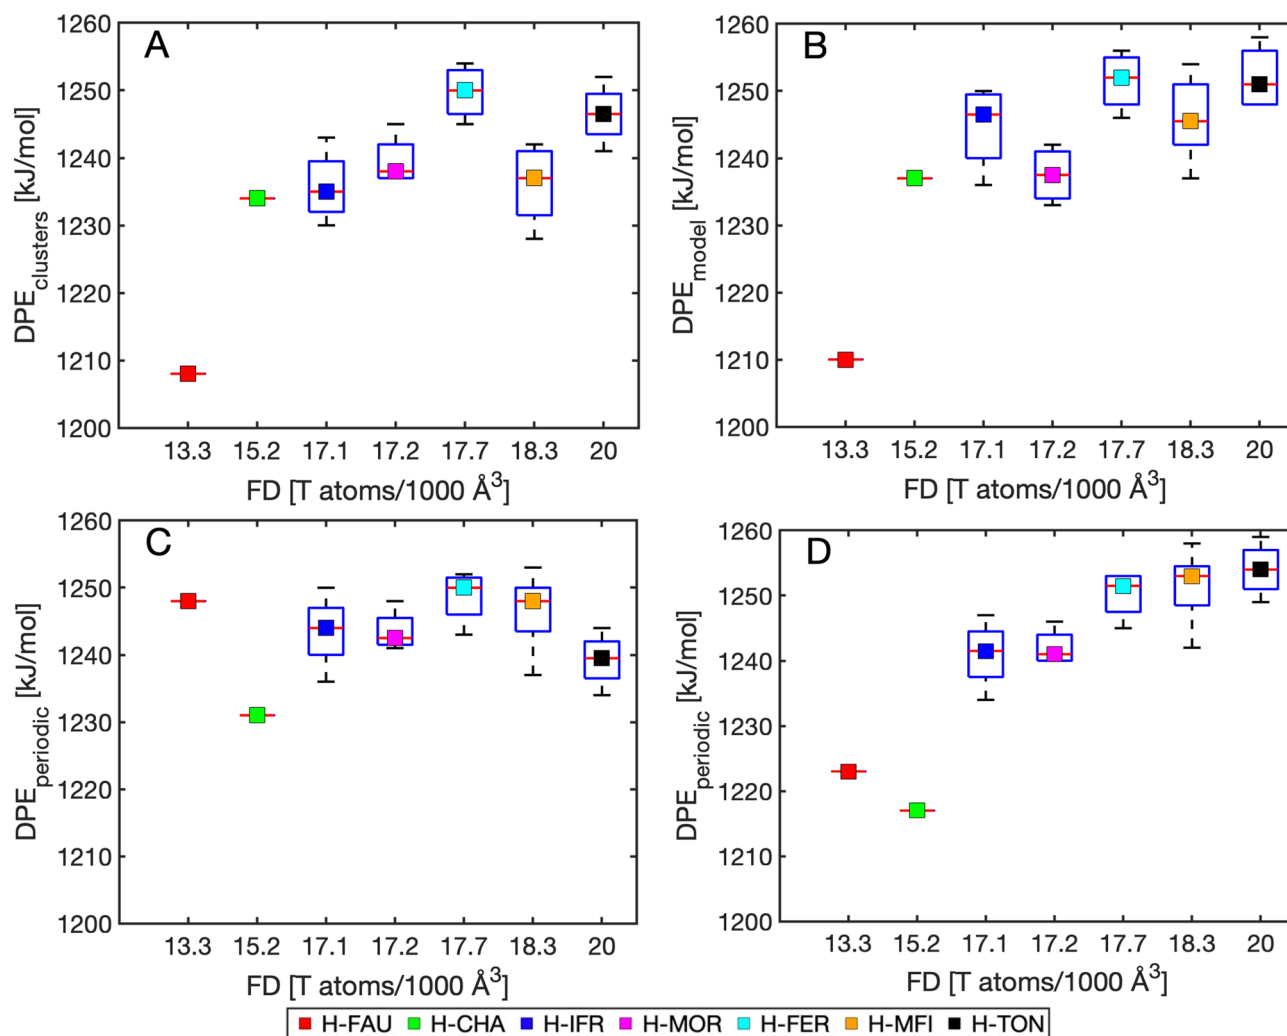 A
1260
1250
1240
1230
1220
1210
1200
DPE_clusters [kJ/mol]
13.3 15.2 17.1 17.2 17.7 18.3 20
FD [T atoms/1000 Å³]
B
1260
1250
1240
1230
1220
1210
1200
DPE_model [kJ/mol]
13.3 15.2 17.1 17.2 17.7 18.3 20
FD [T atoms/1000 Å³]
C
1260
1250
1240
1230
1220
1210
1200
DPE_periodic [kJ/mol]
13.3 15.2 17.1 17.2 17.7 18.3 20
FD [T atoms/1000 Å³]
D
1260
1250
1240
1230
1220
1210
1200
DPE_periodic [kJ/mol]
13.3 15.2 17.1 17.2 17.7 18.3 20
FD [T atoms/1000 Å³]
H-FAU H-CHA H-IFR H-MOR H-FER H-MFI H-TON